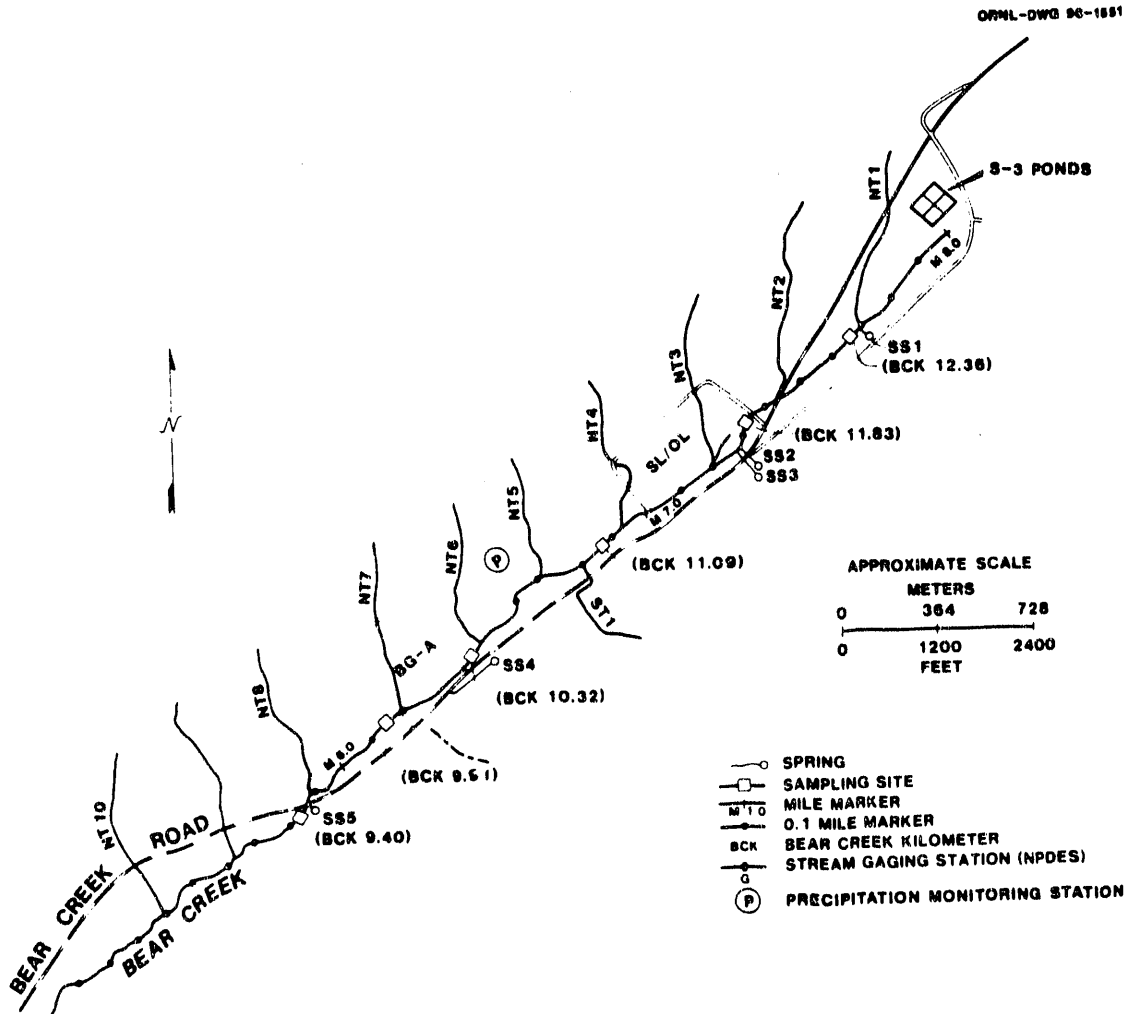 ORNL-DWG 96-1551
S-3 PONDS
NT1
M 8.0
NT2
SS1
(BCK 12.36)
NT3
NT4
SL/OL
(BCK 11.83)
SS2
SS3
N
M 7.0
NT5
(BCK 11.09)
P
NT6
ST1
NT7
BG-A
SS4
(BCK 10.32)
APPROXIMATE SCALE
METERS
0 364 728
0 1200 2400
FEET
NT8
M 6.0
(BCK 9.91)
SS5
(BCK 9.40)
NT 10
BEAR CREEK ROAD
BEAR CREEK
SPRING
SAMPLING SITE
M 1 0 MILE MARKER
0.1 MILE MARKER
BCK BEAR CREEK KILOMETER
STREAM GAGING STATION (NPDES)
G
P PRECIPITATION MONITORING STATION